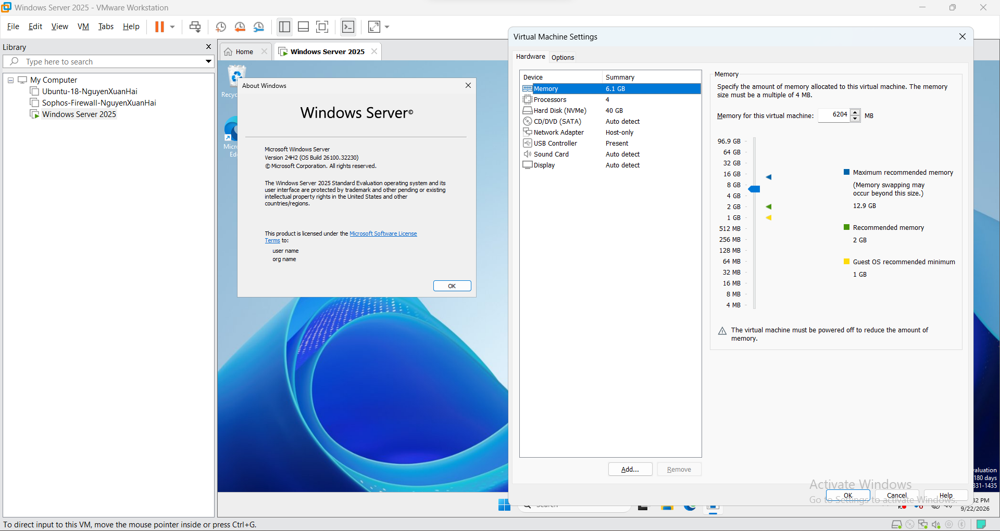 Windows Server 2025 - VMware Workstation
File Edit View VM Tabs Help
Library
Type here to search
My Computer
Ubuntu-18-NguyenXuanHai
Sophos-Firewall-NguyenXuanHai
Windows Server 2025
Home
Windows Server 2025
Recyc
Micr
Ed
About Windows
Windows Server©
Microsoft Windows Server
Version 24H2 (OS Build 26100.32230)
© Microsoft Corporation. All rights reserved.
The Windows Server 2025 Standard Evaluation operating system and its
user interface are protected by trademark and other pending or existing
intellectual property rights in the United States and other
countries/regions.
This product is licensed under the Microsoft Software License
Terms to:
user name
org name
OK
Virtual Machine Settings
Hardware Options
Device Summary
Memory 6.1 GB
Processors 4
Hard Disk (NVMe) 40 GB
CD/DVD (SATA) Auto detect
Network Adapter Host-only
USB Controller Present
Sound Card Auto detect
Display Auto detect
Add... Remove
Memory
Specify the amount of memory allocated to this virtual machine. The memory
size must be a multiple of 4 MB.
Memory for this virtual machine: 6204 MB
96.9 GB
64 GB
32 GB
16 GB
8 GB
4 GB
2 GB
1 GB
512 MB
256 MB
128 MB
64 MB
32 MB
16 MB
8 MB
4 MB
Maximum recommended memory
(Memory swapping may
occur beyond this size.)
12.9 GB
Recommended memory
2 GB
Guest OS recommended minimum
1 GB
The virtual machine must be powered off to reduce the amount of
memory.
OK Cancel Help
Activate Windows
Go to Settings to activate Windows.
aluation
180 days
331-1435
Search
32 PM
9/22/2026
To direct input to this VM, move the mouse pointer inside or press Ctrl+G.